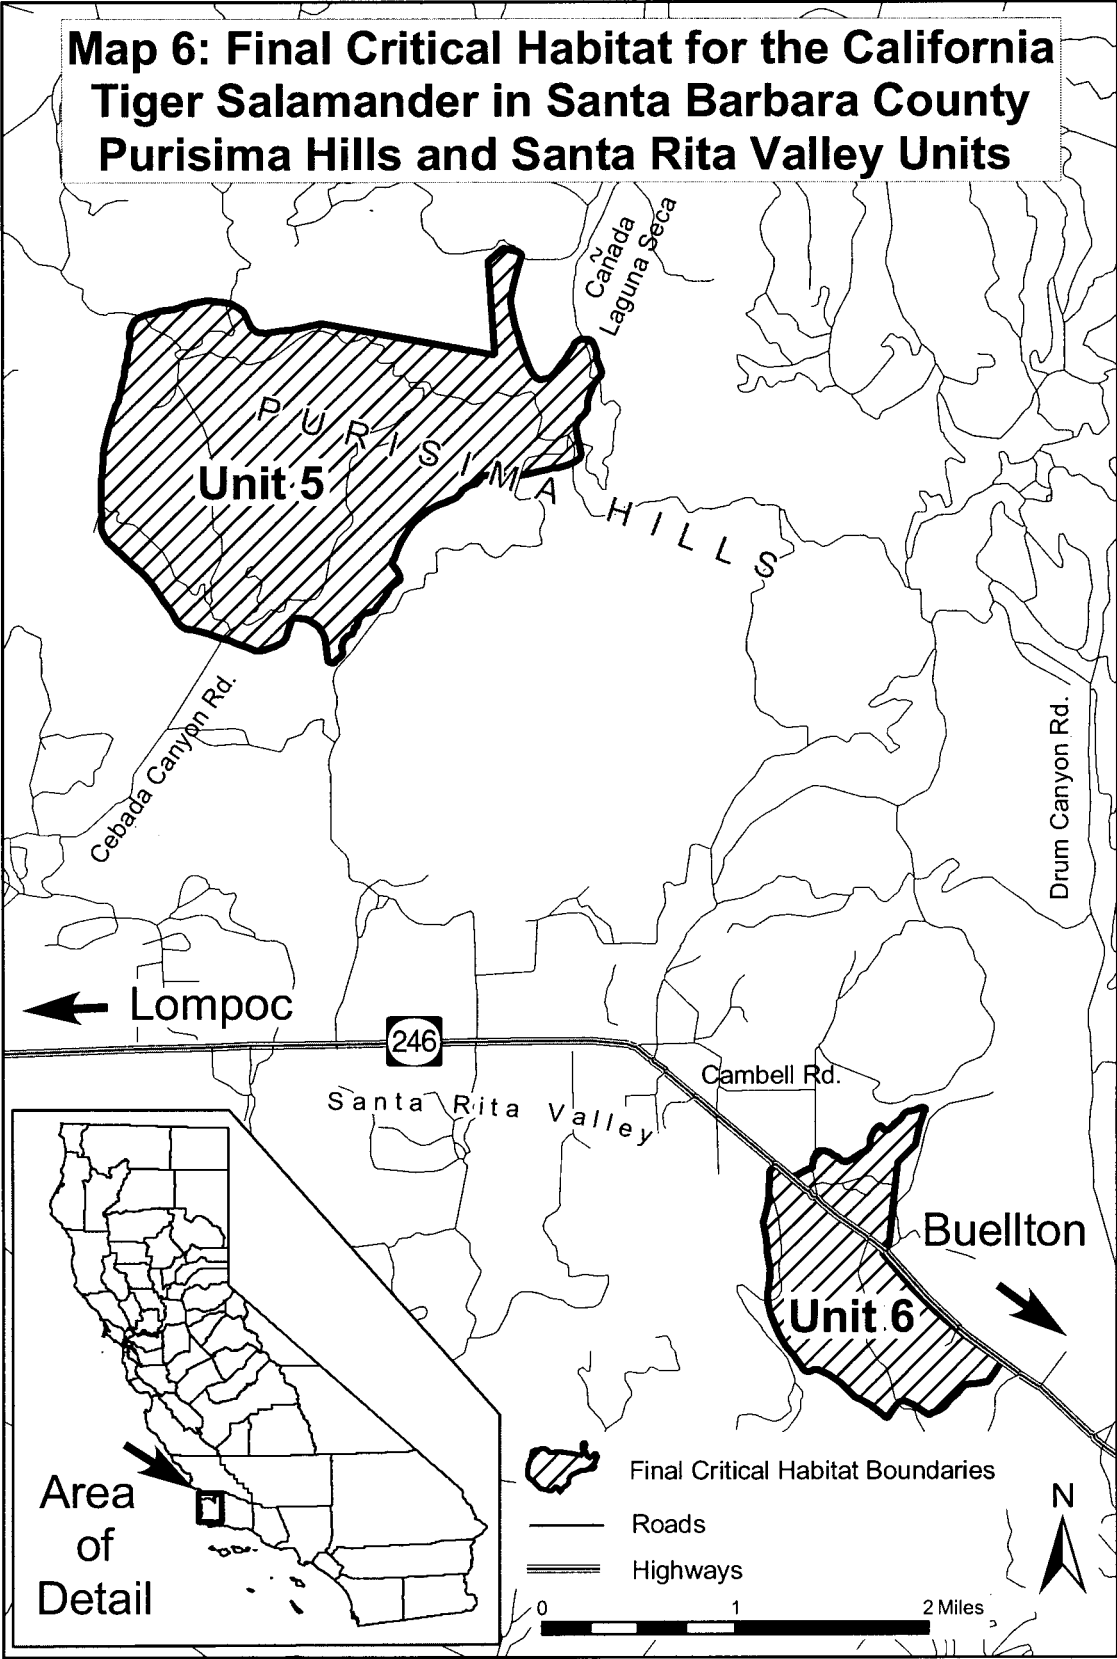 Map 6: Final Critical Habitat for the California
Tiger Salamander in Santa Barbara County
Purisima Hills and Santa Rita Valley Units
Cañada
Laguna Seca
PURISIMA HILLS
Unit 5
Cebada Canyon Rd.
Drum Canyon Rd.
Lompoc
246
Cambell Rd.
Santa Rita Valley
Buellton
Unit 6
Area
of
Detail
Final Critical Habitat Boundaries
Roads
Highways
N
0 1 2 Miles